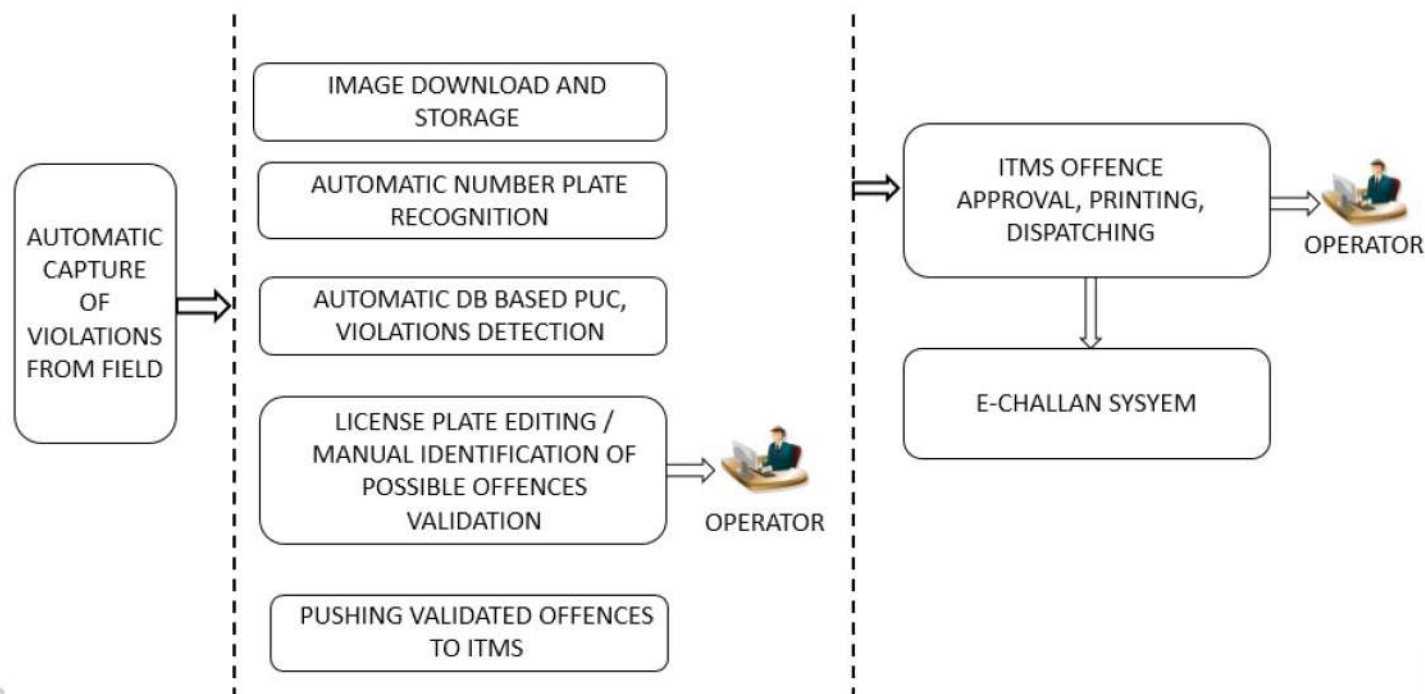 AUTOMATIC
CAPTURE
OF
VIOLATIONS
FROM FIELD
IMAGE DOWNLOAD AND
STORAGE
AUTOMATIC NUMBER PLATE
RECOGNITION
AUTOMATIC DB BASED PUC,
VIOLATIONS DETECTION
LICENSE PLATE EDITING /
MANUAL IDENTIFICATION OF
POSSIBLE OFFENCES
VALIDATION
OPERATOR
PUSHING VALIDATED OFFENCES
TO ITMS
ITMS OFFENCE
APPROVAL, PRINTING,
DISPATCHING
OPERATOR
E-CHALLAN SYSYEM